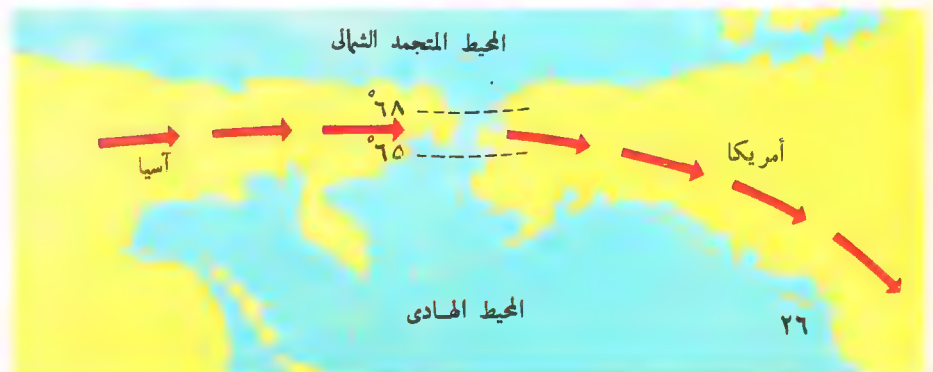 المحيط المتجمد الشمالى
°٦٨
°٦٥
أمريكا
آسيا
المحيط الهادى
٢٦